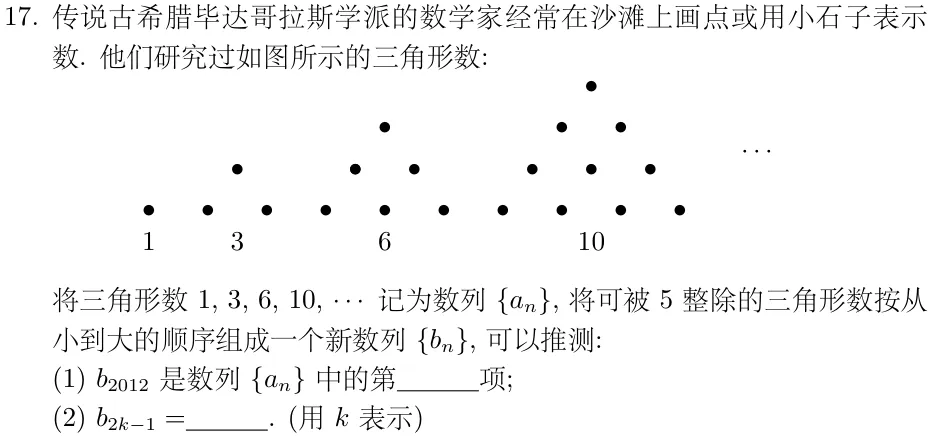 17. 传说古希腊毕达哥拉斯学派的数学家经常在沙滩上画点或用小石子表示
数. 他们研究过如图所示的三角形数:
···
1 3 6 10
将三角形数 1, 3, 6, 10, ··· 记为数列 {aₙ}, 将可被 5 整除的三角形数按从
小到大的顺序组成一个新数列 {bₙ}, 可以推测:
(1) b₂₀₁₂ 是数列 {aₙ} 中的第______项;
(2) b₂ₖ₋₁ =______. (用 k 表示)